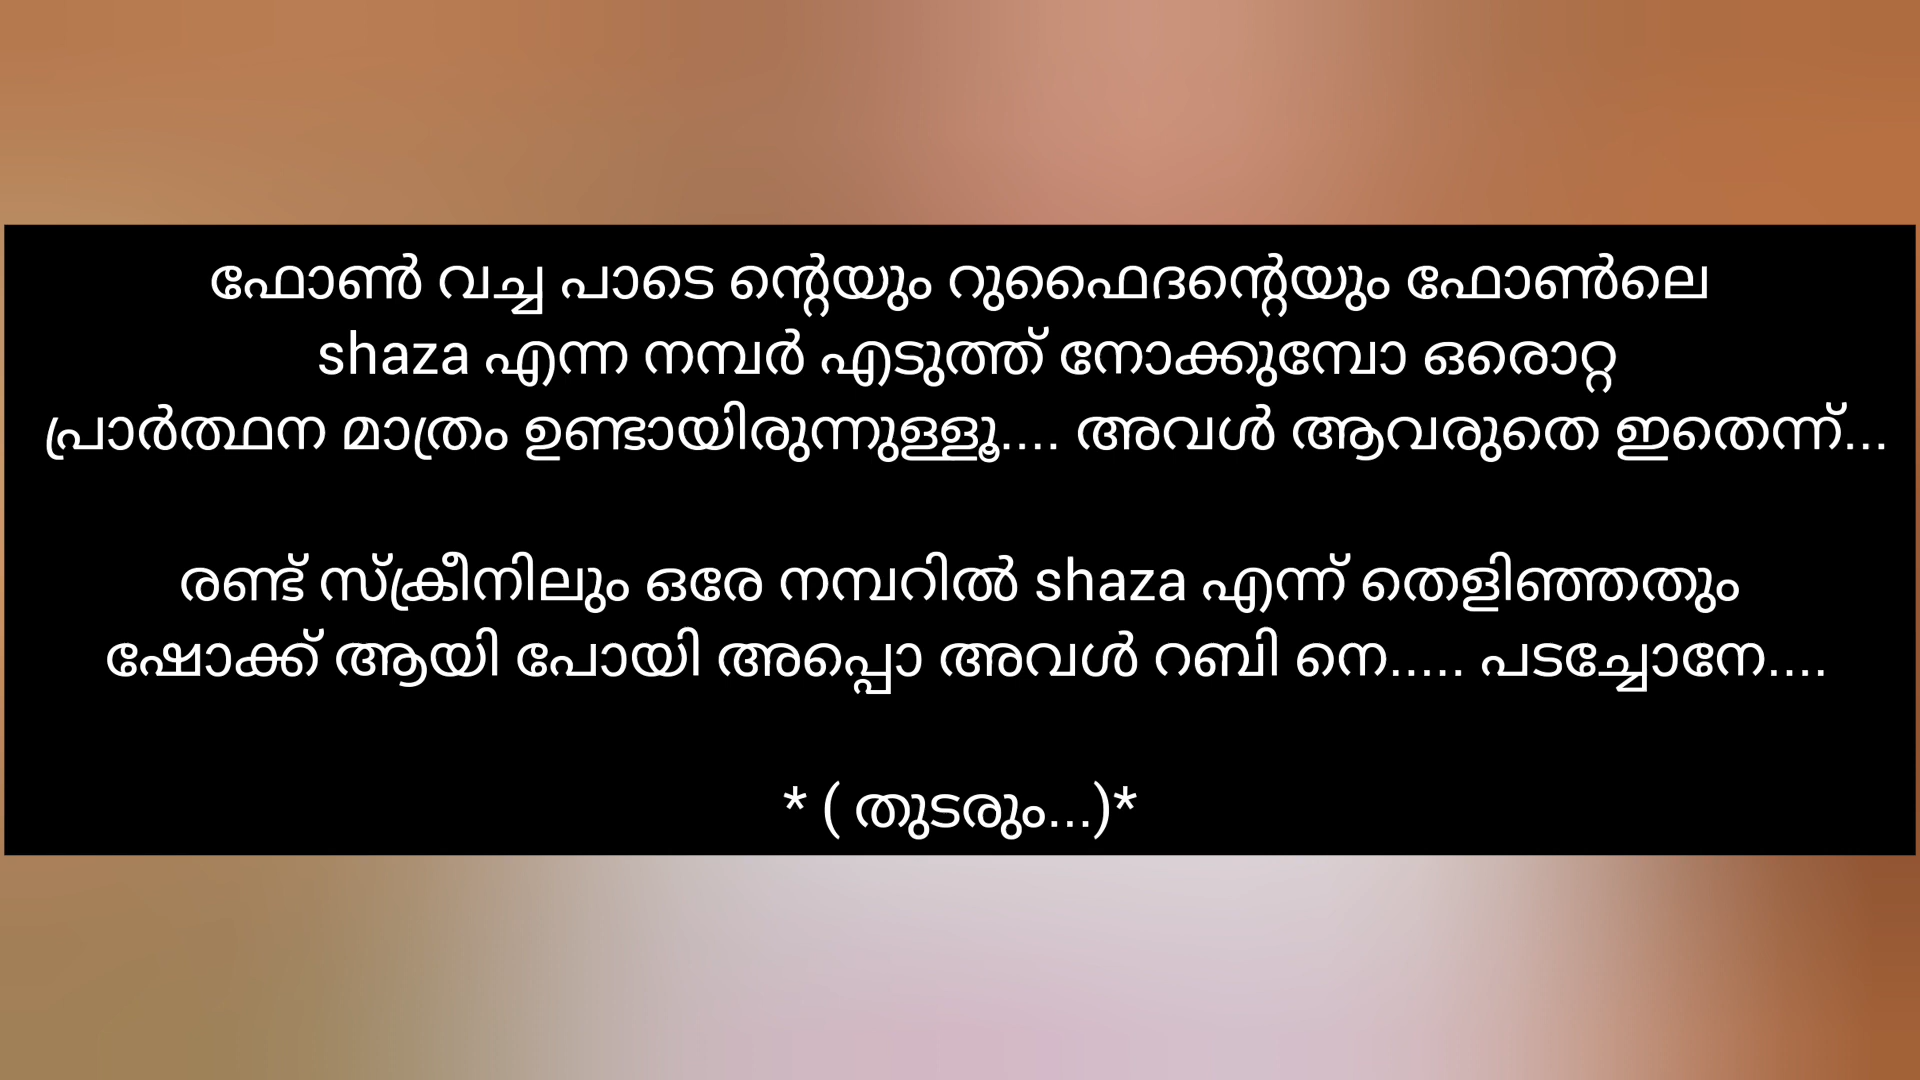 ഫോൺ വച്ച പാടെ ന്റെയും റുഫൈദന്റെയും ഫോൺലെ
shaza എന്ന നമ്പർ എടുത്ത് നോക്കുമ്പോ ഒരൊറ്റ
പ്രാർത്ഥന മാത്രം ഉണ്ടായിരുന്നുള്ളൂ.... അവൾ ആവരുതെ ഇതെന്ന്...
രണ്ട് സ്ക്രീനിലും ഒരേ നമ്പറിൽ shaza എന്ന് തെളിഞ്ഞതും
ഷോക്ക് ആയി പോയി അപ്പൊ അവൾ റബി നെ..... പടച്ചോനേ....
* ( തുടരും...)*